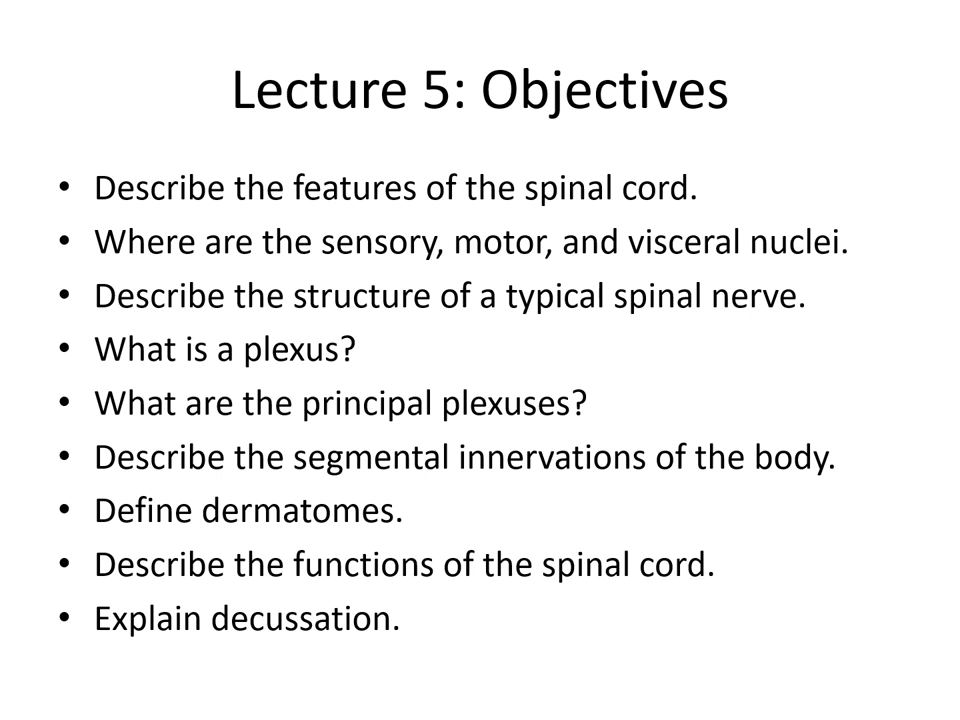 Lecture 5: Objectives
• Describe the features of the spinal cord.
• Where are the sensory, motor, and visceral nuclei.
• Describe the structure of a typical spinal nerve.
• What is a plexus?
• What are the principal plexuses?
• Describe the segmental innervations of the body.
• Define dermatomes.
• Describe the functions of the spinal cord.
• Explain decussation.